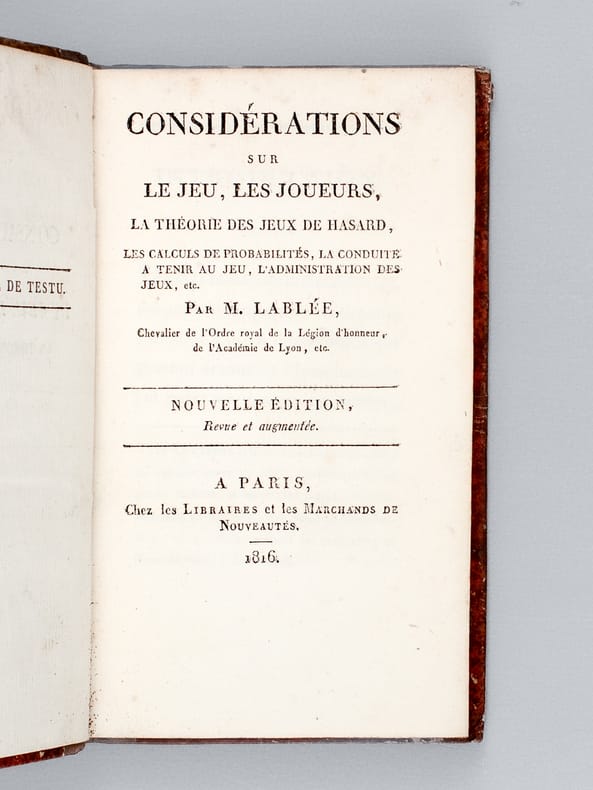 DE TESTU.
CONSIDÉRATIONS
SUR
LE JEU, LES JOUEURS,
LA THÉORIE DES JEUX DE HASARD,
LES CALCULS DE PROBABILITÉS, LA CONDUITE
A TENIR AU JEU, L'ADMINISTRATION DES
JEUX, etc.
PAR M. LABLÉE,
Chevalier de l'Ordre royal de la Légion d'honneur,
de l'Académie de Lyon, etc.
NOUVELLE ÉDITION,
Revue et augmentée.
A PARIS,
Chez les LIBRAIRES et les MARCHANDS DE
NOUVEAUTÉS.
1816.